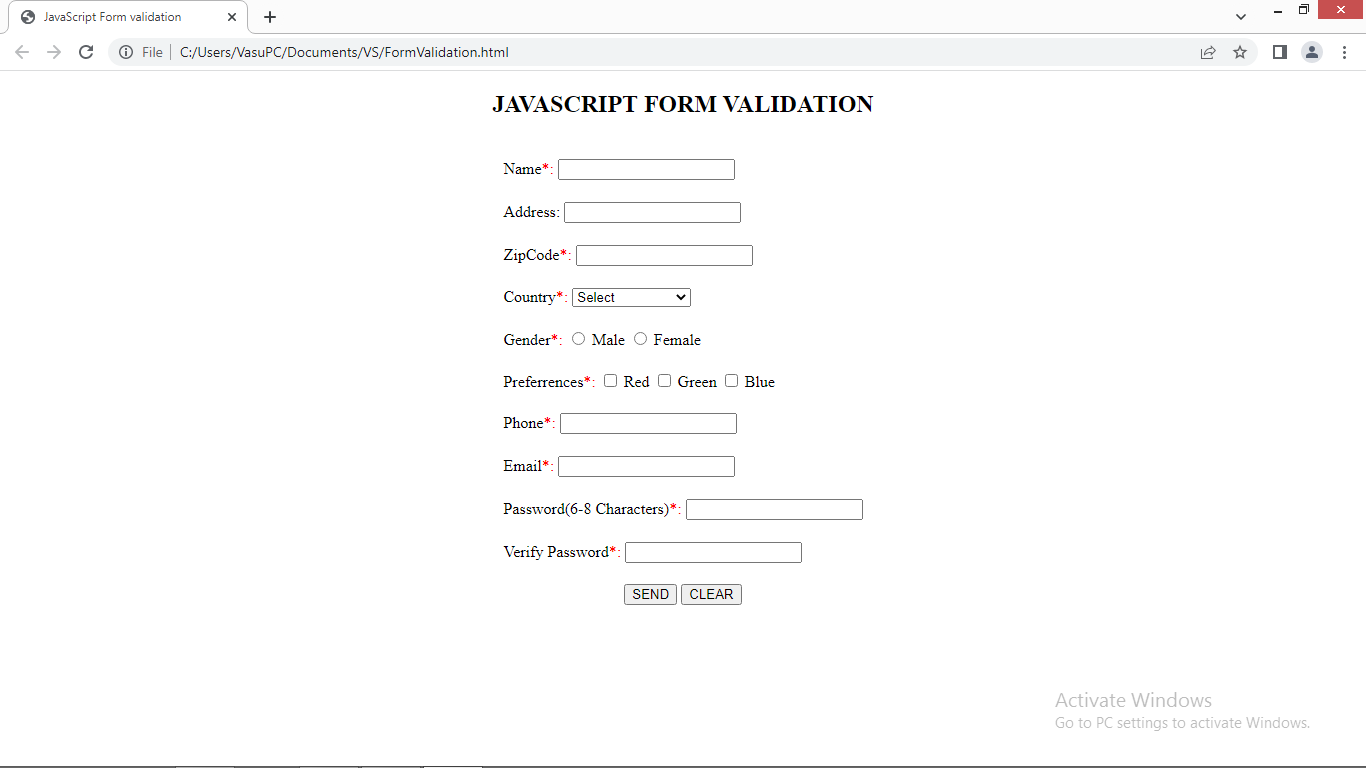 JavaScript Form validation
File C:/Users/VasuPC/Documents/VS/FormValidation.html
JAVASCRIPT FORM VALIDATION
Name*:
Address:
ZipCode*:
Country*: Select
Gender*: Male Female
Preferrences*: Red Green Blue
Phone*:
Email*:
Password(6-8 Characters)*:
Verify Password*:
SEND CLEAR
Activate Windows
Go to PC settings to activate Windows.